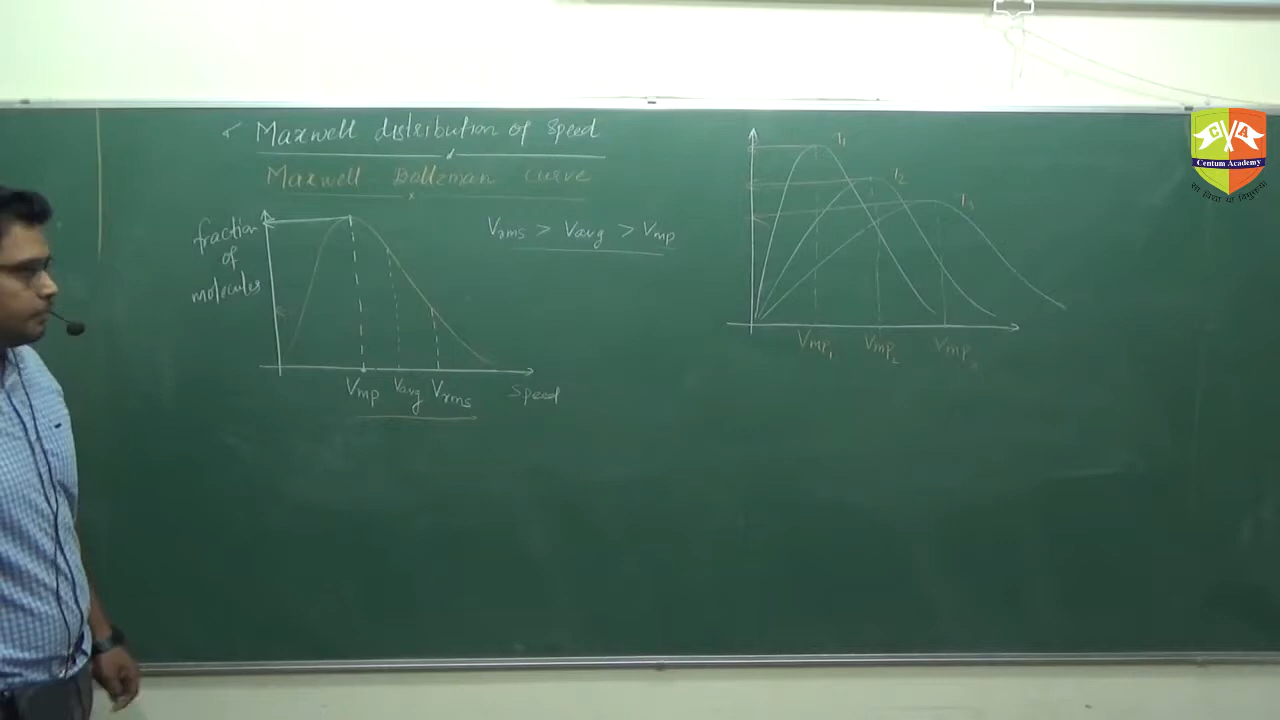 Maxwell distribution of speed
Maxwell Boltzman curve
fraction
of
molecules
Vrms > Vavg > Vmp
Vmp Vavg Vrms Speed
T1
T2
T3
Vmp1 Vmp2 Vmp3
CVA
Centum Academy